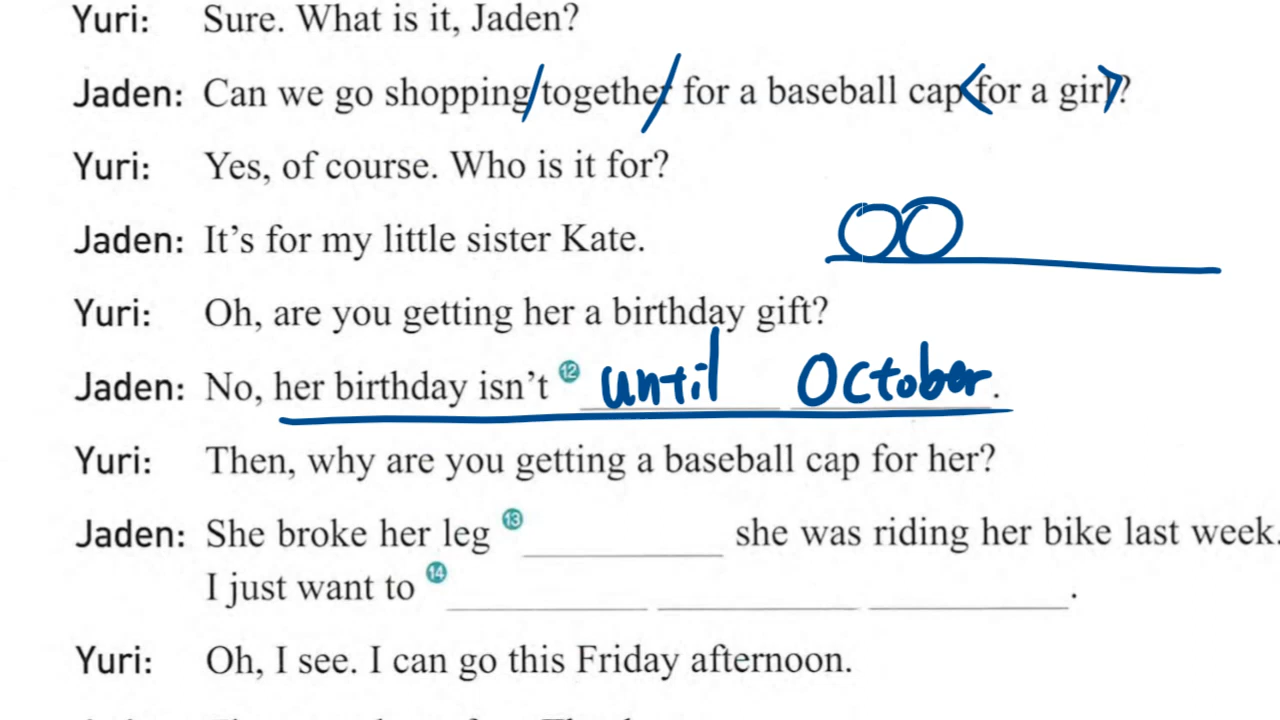 Yuri: Sure. What is it, Jaden?
Jaden: Can we go shopping/together/ for a baseball cap<for a girl>?
Yuri: Yes, of course. Who is it for?
Jaden: It's for my little sister Kate.
Yuri: Oh, are you getting her a birthday gift?
Jaden: No, her birthday isn't ⑫ until October.
Yuri: Then, why are you getting a baseball cap for her?
Jaden: She broke her leg ⑬ she was riding her bike last week.
I just want to ⑭ .
Yuri: Oh, I see. I can go this Friday afternoon.